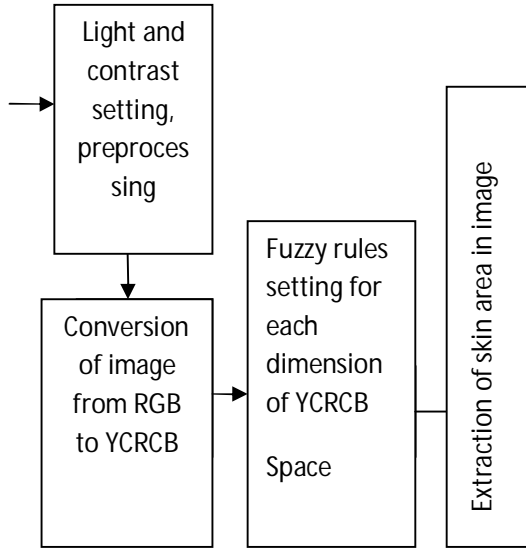 Light and
contrast
setting,
preproces
sing
Conversion
of image
from RGB
to YCRCB
Fuzzy rules
setting for
each
dimension
of YCRCB
Space
Extraction of skin area in image